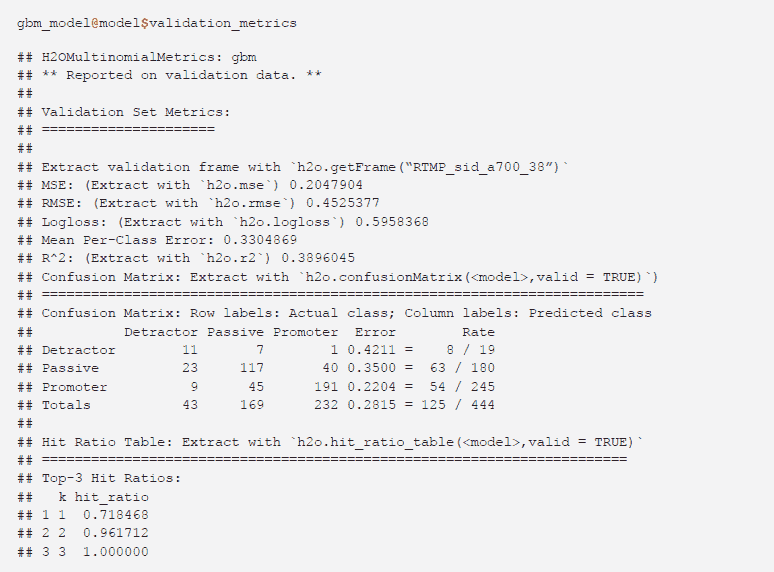 gbm_model@model$validation_metrics
## H2OMultinomialMetrics: gbm
## ** Reported on validation data. **
##
## Validation Set Metrics:
## =====================
##
## Extract validation frame with `h2o.getFrame("RTMP_sid_a700_38")`
## MSE: (Extract with `h2o.mse`) 0.2047904
## RMSE: (Extract with `h2o.rmse`) 0.4525377
## Logloss: (Extract with `h2o.logloss`) 0.5958368
## Mean Per-Class Error: 0.3304869
## R^2: (Extract with `h2o.r2`) 0.3896045
## Confusion Matrix: Extract with `h2o.confusionMatrix(<model>,valid = TRUE)`)
## =========================================================================
## Confusion Matrix: Row labels: Actual class; Column labels: Predicted class
##           Detractor Passive Promoter  Error        Rate
## Detractor        11       7        1 0.4211 =    8 / 19
## Passive          23     117       40 0.3500 =  63 / 180
## Promoter          9      45      191 0.2204 =  54 / 245
## Totals           43     169      232 0.2815 = 125 / 444
##
## Hit Ratio Table: Extract with `h2o.hit_ratio_table(<model>,valid = TRUE)`
## =======================================================================
## Top-3 Hit Ratios:
##   k hit_ratio
## 1 1  0.718468
## 2 2  0.961712
## 3 3  1.000000